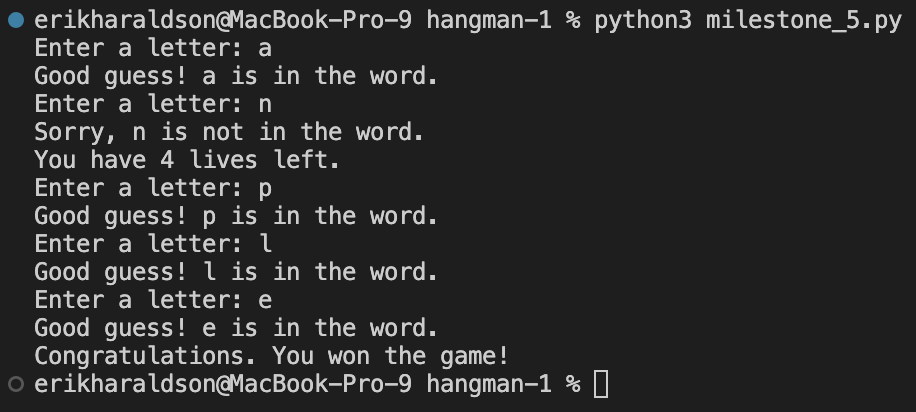 erikharaldson@MacBook-Pro-9 hangman-1 % python3 milestone_5.py
Enter a letter: a
Good guess! a is in the word.
Enter a letter: n
Sorry, n is not in the word.
You have 4 lives left.
Enter a letter: p
Good guess! p is in the word.
Enter a letter: l
Good guess! l is in the word.
Enter a letter: e
Good guess! e is in the word.
Congratulations. You won the game!
erikharaldson@MacBook-Pro-9 hangman-1 %